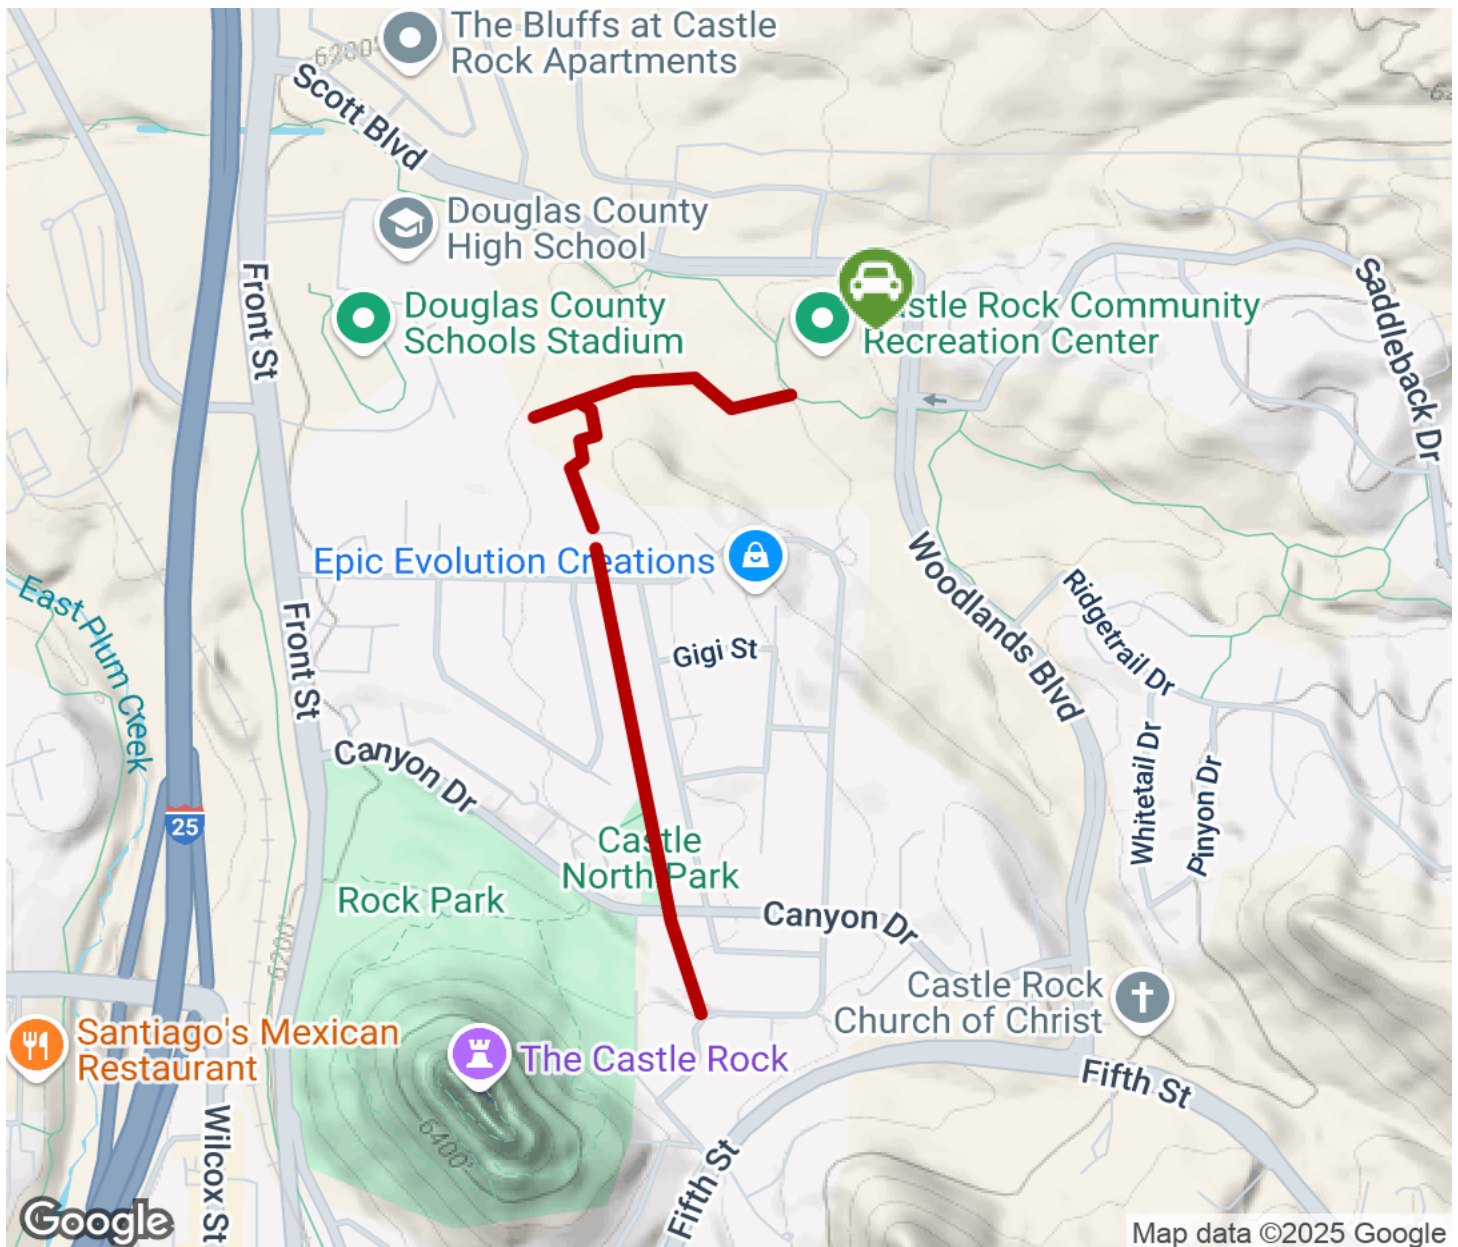 The Bluffs at Castle
Rock Apartments
6200'
Scott Blvd
Douglas County
High School
Front St
Douglas County
Schools Stadium
Castle Rock Community
Recreation Center
Saddleback Dr
Epic Evolution Creations
East Plum Creek
Front St
Gigi St
Woodlands Blvd
Ridgetrail Dr
Canyon Dr
Whitetail Dr
Pinyon Dr
25
Castle
North Park
Rock Park
Canyon Dr
6200
Castle Rock
Church of Christ
Santiago's Mexican
Restaurant
The Castle Rock
Fifth St
6400'
Wilcox St
Fifth St
Google
Map data ©2025 Google